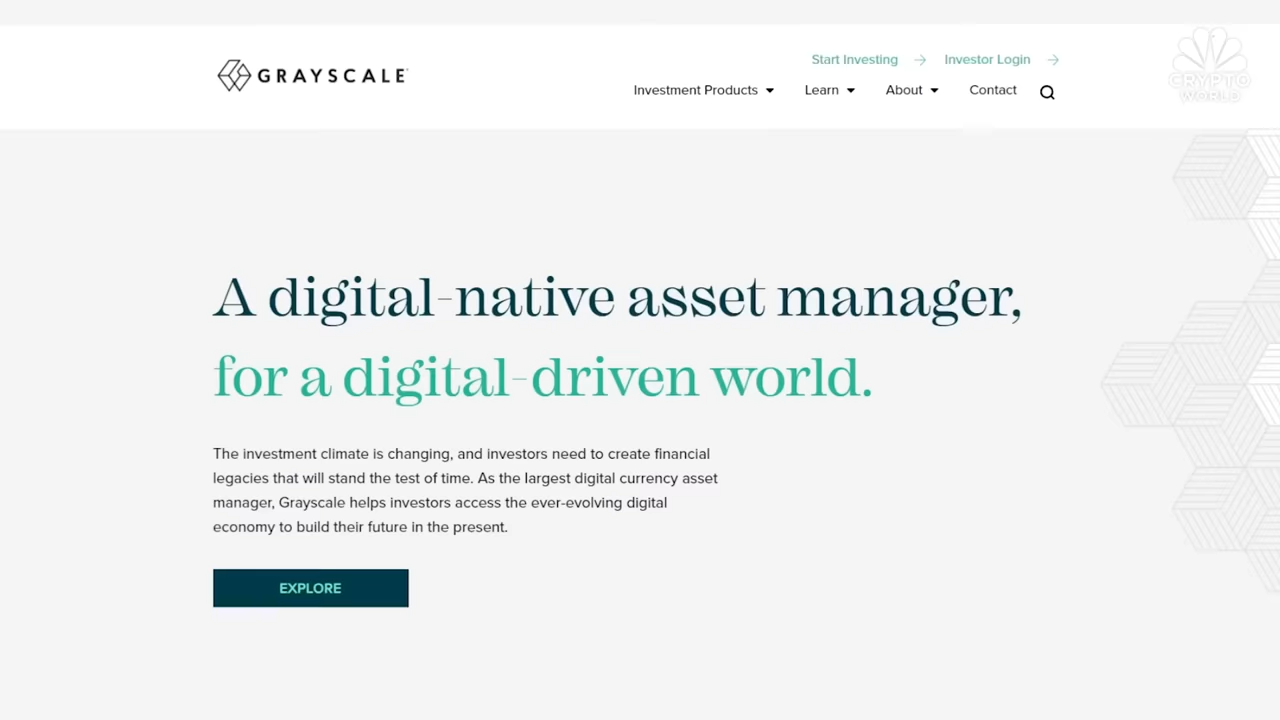 GRAYSCALE
Start Investing
Investor Login
Investment Products
Learn
About
Contact
CRYPTO
WORLD
A digital-native asset manager,
for a digital-driven world.
The investment climate is changing, and investors need to create financial
legacies that will stand the test of time. As the largest digital currency asset
manager, Grayscale helps investors access the ever-evolving digital
economy to build their future in the present.
EXPLORE